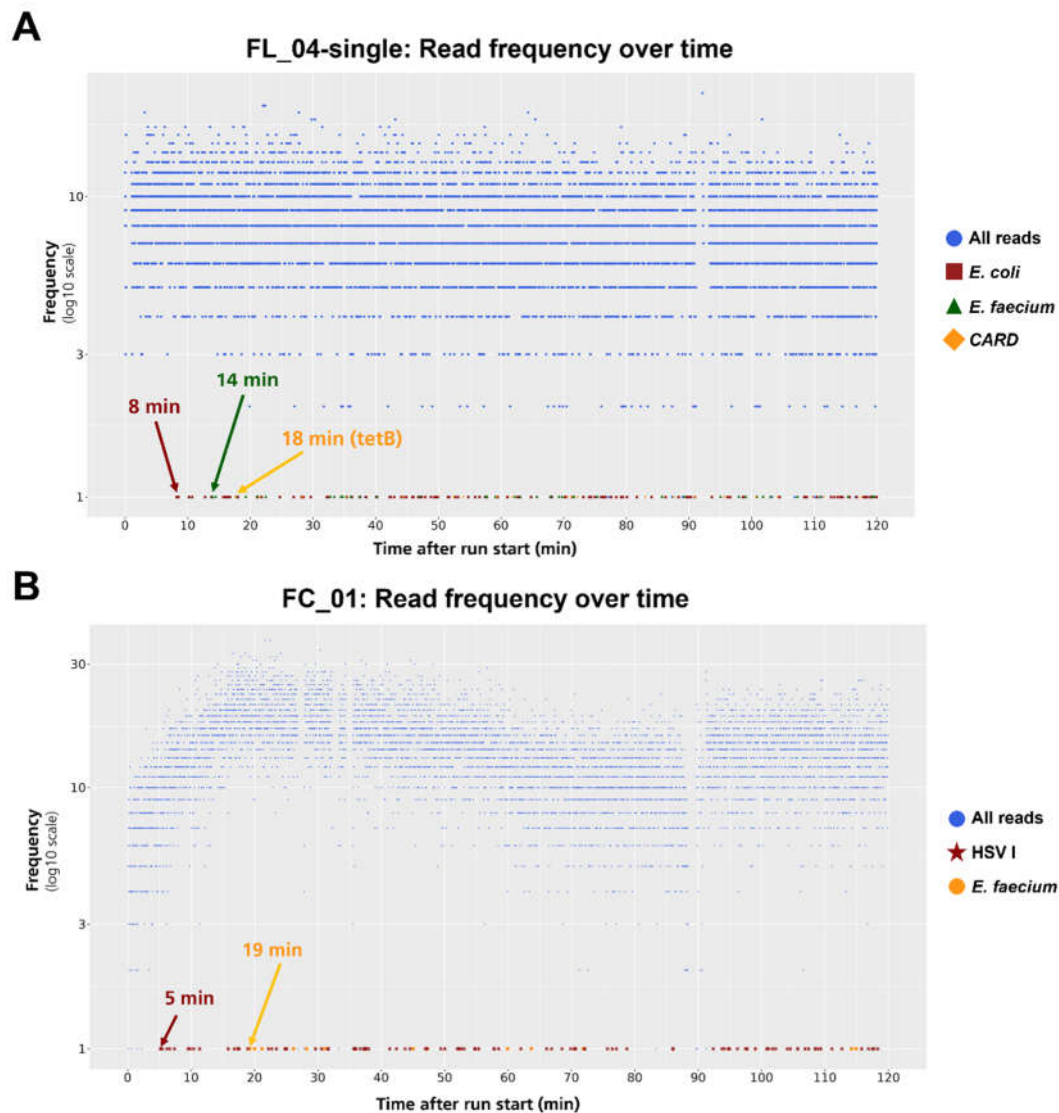 A
FL_04-single: Read frequency over time
Frequency
(log10 scale)
10
3
1
8 min
14 min
18 min (tetB)
0 10 20 30 40 50 60 70 80 90 100 110 120
Time after run start (min)
All reads
E. coli
E. faecium
CARD
B
FC_01: Read frequency over time
Frequency
(log10 scale)
30
10
3
1
5 min
19 min
0 10 20 30 40 50 60 70 80 90 100 110 120
Time after run start (min)
All reads
HSV I
E. faecium